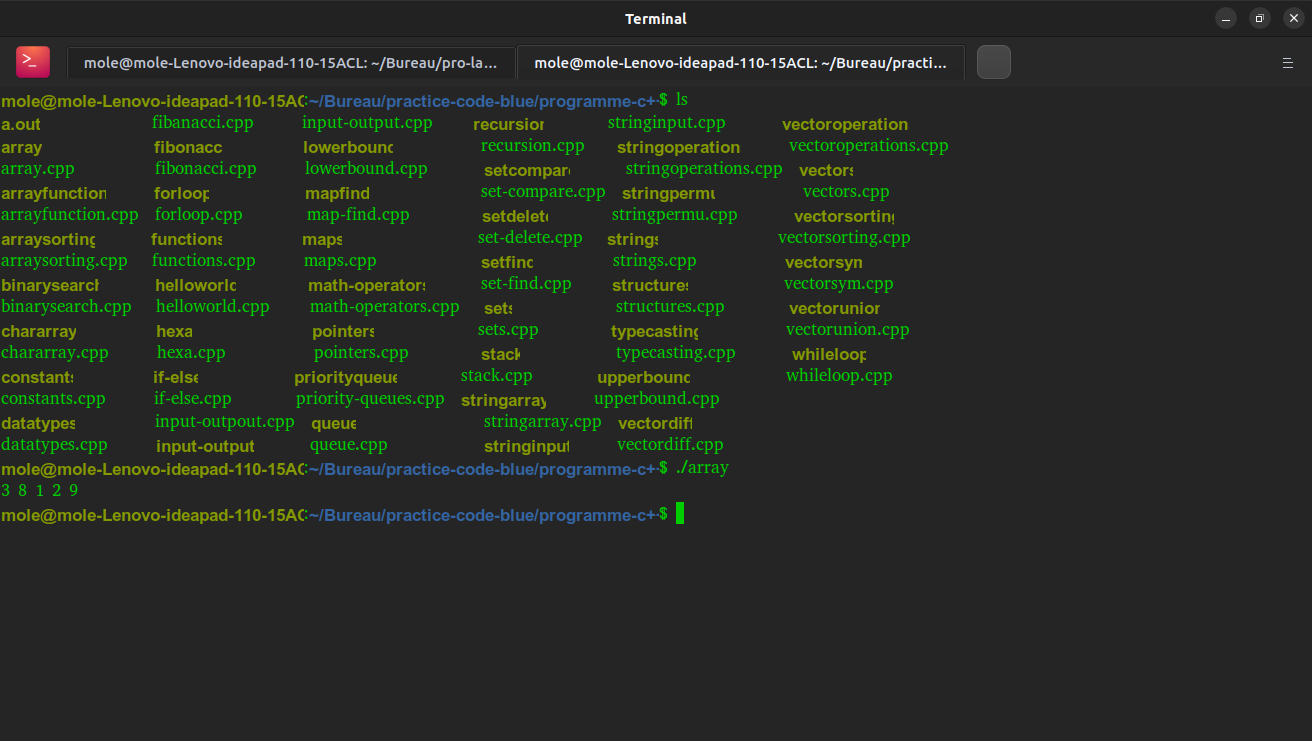 Terminal
mole@mole-Lenovo-ideapad-110-15ACL: ~/Bureau/pro-la... mole@mole-Lenovo-ideapad-110-15ACL: ~/Bureau/practi...
mole@mole-Lenovo-ideapad-110-15AC:~/Bureau/practice-code-blue/programme-c+$ ls
a.out fibanacci.cpp input-output.cpp recursion stringinput.cpp vectoroperation
array fibonacc lowerbound recursion.cpp stringoperation vectoroperations.cpp
array.cpp fibonacci.cpp lowerbound.cpp setcompare stringoperations.cpp vectors
arrayfunction forloop mapfind set-compare.cpp stringpermu vectors.cpp
arrayfunction.cpp forloop.cpp map-find.cpp setdelete stringpermu.cpp vectorsorting
arraysorting functions maps set-delete.cpp strings vectorsorting.cpp
arraysorting.cpp functions.cpp maps.cpp setfind strings.cpp vectorsym
binarysearch helloworld math-operators set-find.cpp structures vectorsym.cpp
binarysearch.cpp helloworld.cpp math-operators.cpp sets structures.cpp vectorunion
chararray hexa pointers sets.cpp typecasting vectorunion.cpp
chararray.cpp hexa.cpp pointers.cpp stack typecasting.cpp whileloop
constants if-else priorityqueue stack.cpp upperbound whileloop.cpp
constants.cpp if-else.cpp priority-queues.cpp stringarray upperbound.cpp
datatypes input-outpout.cpp queue stringarray.cpp vectordiff
datatypes.cpp input-output queue.cpp stringinput vectordiff.cpp
mole@mole-Lenovo-ideapad-110-15AC:~/Bureau/practice-code-blue/programme-c+$ ./array
3 8 1 2 9
mole@mole-Lenovo-ideapad-110-15AC:~/Bureau/practice-code-blue/programme-c+$